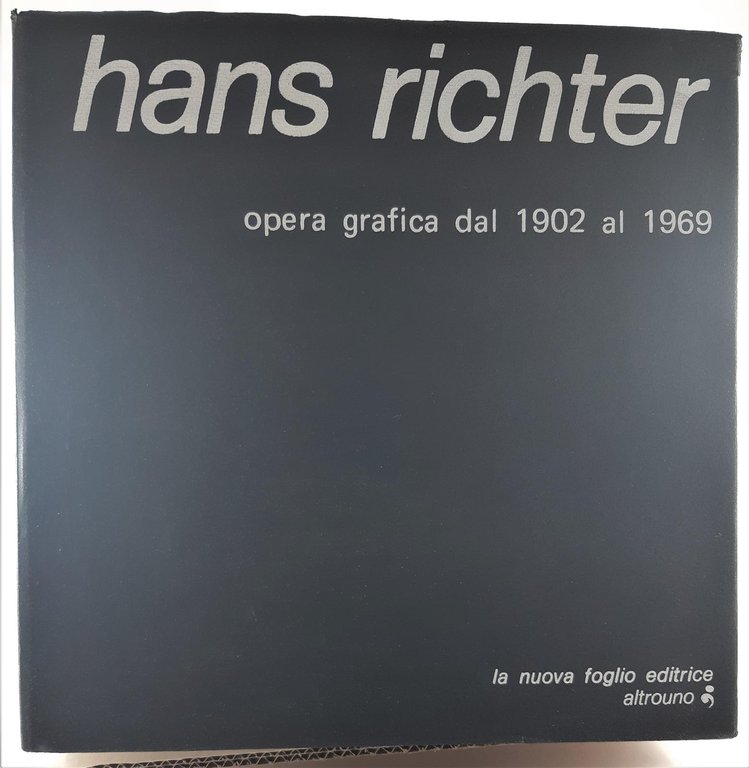 hans richter
opera grafica dal 1902 al 1969
la nuova foglio editrice
altrouno